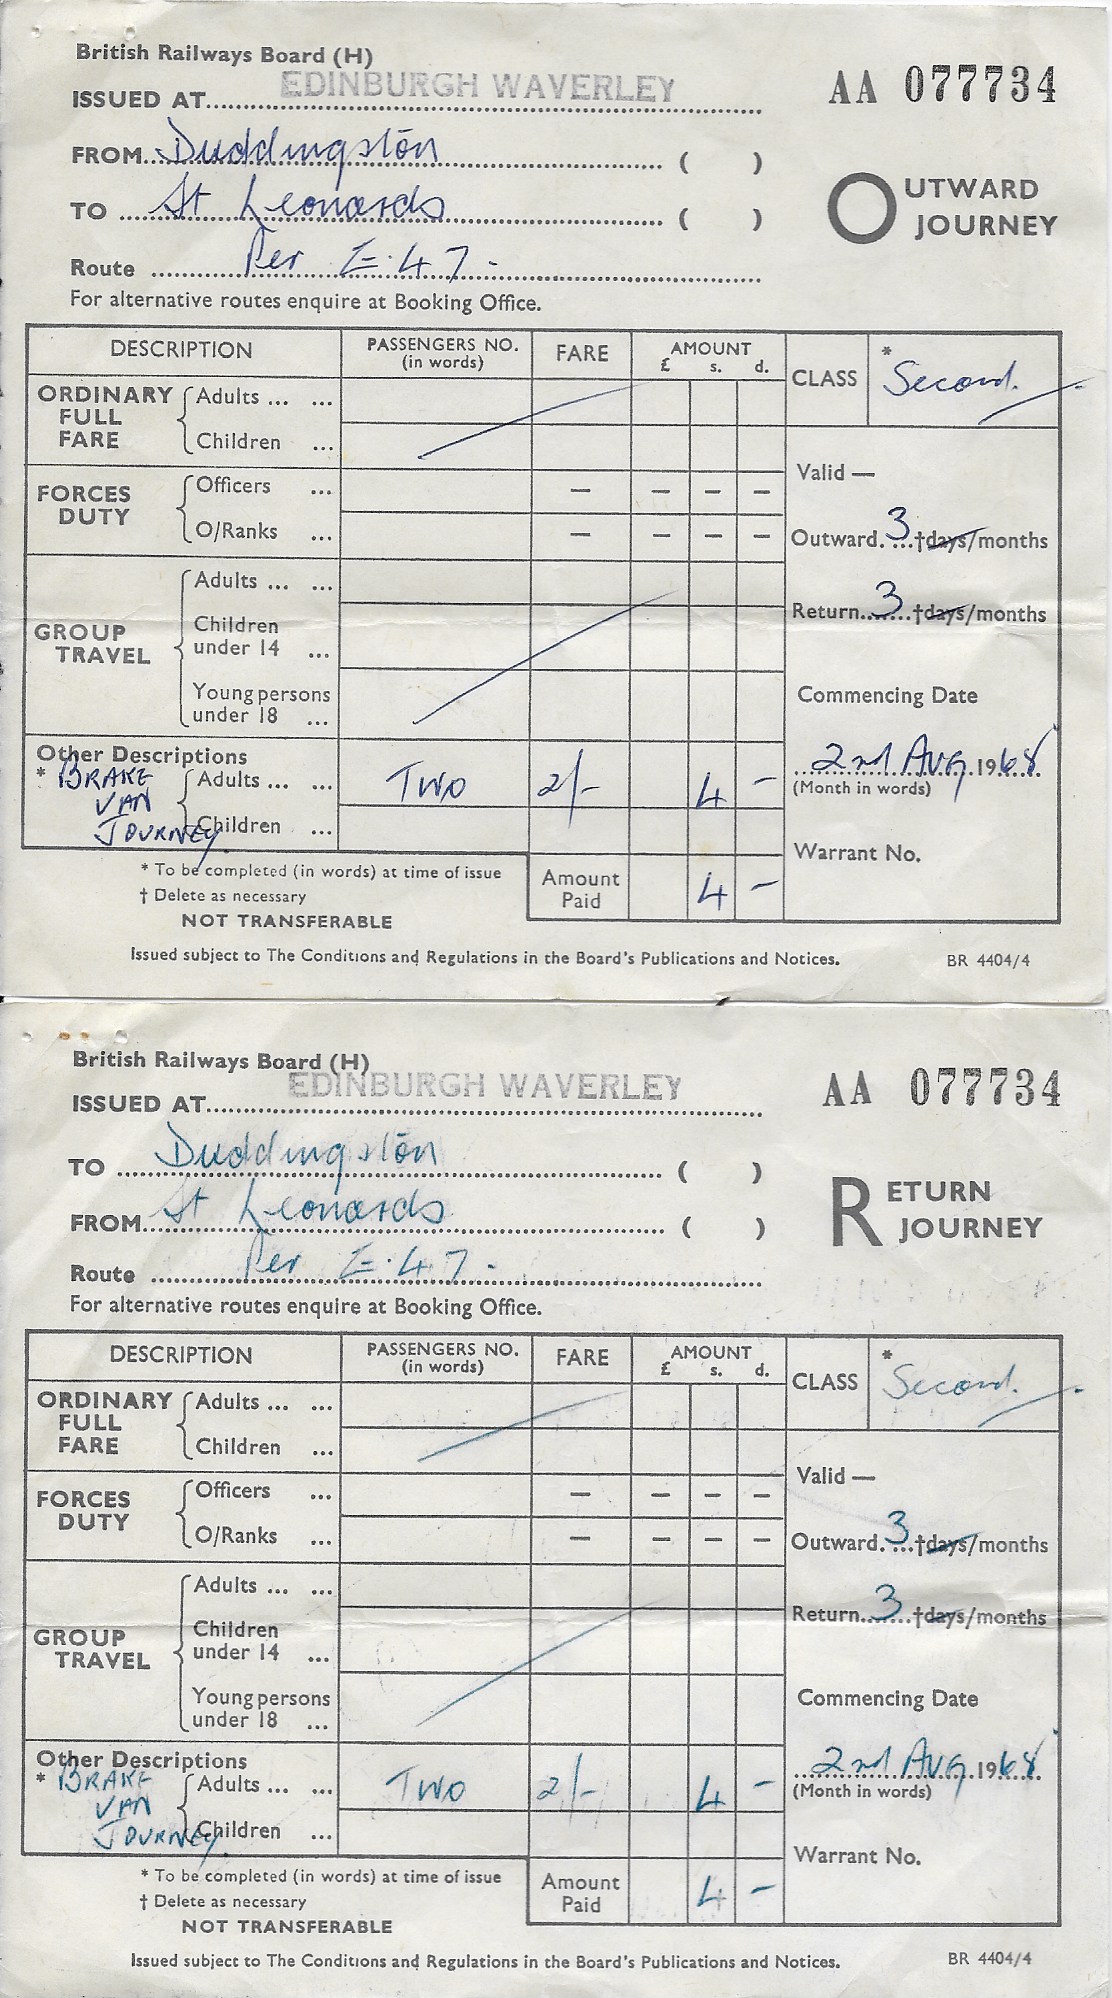 British Railways Board (H)
EDINBURGH WAVERLEY
ISSUED AT
AA 077734
FROM Duddingston ( )
TO St Leonards ( )
OUTWARD JOURNEY
Route Per E.47.
For alternative routes enquire at Booking Office.
DESCRIPTION PASSENGERS NO. (in words) FARE AMOUNT £ s. d. CLASS * Second.
ORDINARY FULL FARE Adults ... ...
Children ...
Valid —
FORCES DUTY Officers ... – – – –
O/Ranks ... – – – –
Outward. 3 ...†days/months
GROUP TRAVEL Adults ... ...
Return 3 †days/months
Children under 14 ...
Young persons under 18 ...
Commencing Date
2nd Aug 1968
(Month in words)
Other Descriptions
* BRAKE VAN JOURNEY Adults ... ... TWO 2/- 4 -
Children ...
Warrant No.
* To be completed (in words) at time of issue
Amount Paid 4 -
† Delete as necessary
NOT TRANSFERABLE
Issued subject to The Conditions and Regulations in the Board's Publications and Notices. BR 4404/4
British Railways Board (H)
EDINBURGH WAVERLEY
ISSUED AT
AA 077734
TO Duddingston ( )
FROM St Leonards ( )
RETURN JOURNEY
Route Per E.47.
For alternative routes enquire at Booking Office.
DESCRIPTION PASSENGERS NO. (in words) FARE AMOUNT £ s. d. CLASS * Second.
ORDINARY FULL FARE Adults ... ...
Children ...
Valid —
FORCES DUTY Officers ... – – – –
O/Ranks ... – – – –
Outward. 3 ...†days/months
GROUP TRAVEL Adults ... ...
Return 3 †days/months
Children under 14 ...
Young persons under 18 ...
Commencing Date
2nd Aug 1968
(Month in words)
Other Descriptions
* BRAKE VAN JOURNEY Adults ... ... TWO 2/- 4 -
Children ...
Warrant No.
* To be completed (in words) at time of issue
Amount Paid 4 -
† Delete as necessary
NOT TRANSFERABLE
Issued subject to The Conditions and Regulations in the Board's Publications and Notices. BR 4404/4